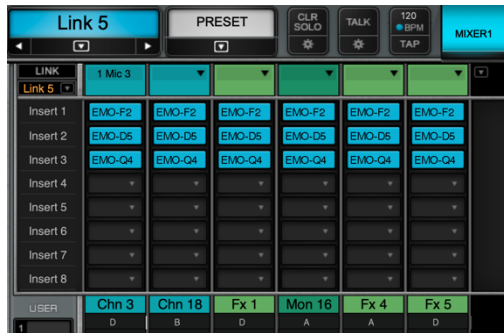 Link 5 PRESET CLR SOLO TALK 120 BPM TAP MIXER1
LINK 1 Mic 3
Link 5
Insert 1 EMO-F2 EMO-F2 EMO-F2 EMO-F2 EMO-F2 EMO-F2
Insert 2 EMO-D5 EMO-D5 EMO-D5 EMO-D5 EMO-D5 EMO-D5
Insert 3 EMO-Q4 EMO-Q4 EMO-Q4 EMO-Q4 EMO-Q4 EMO-Q4
Insert 4
Insert 5
Insert 6
Insert 7
Insert 8
USER Chn 3 Chn 18 Fx 1 Mon 16 Fx 4 Fx 5
1 D B D A A D